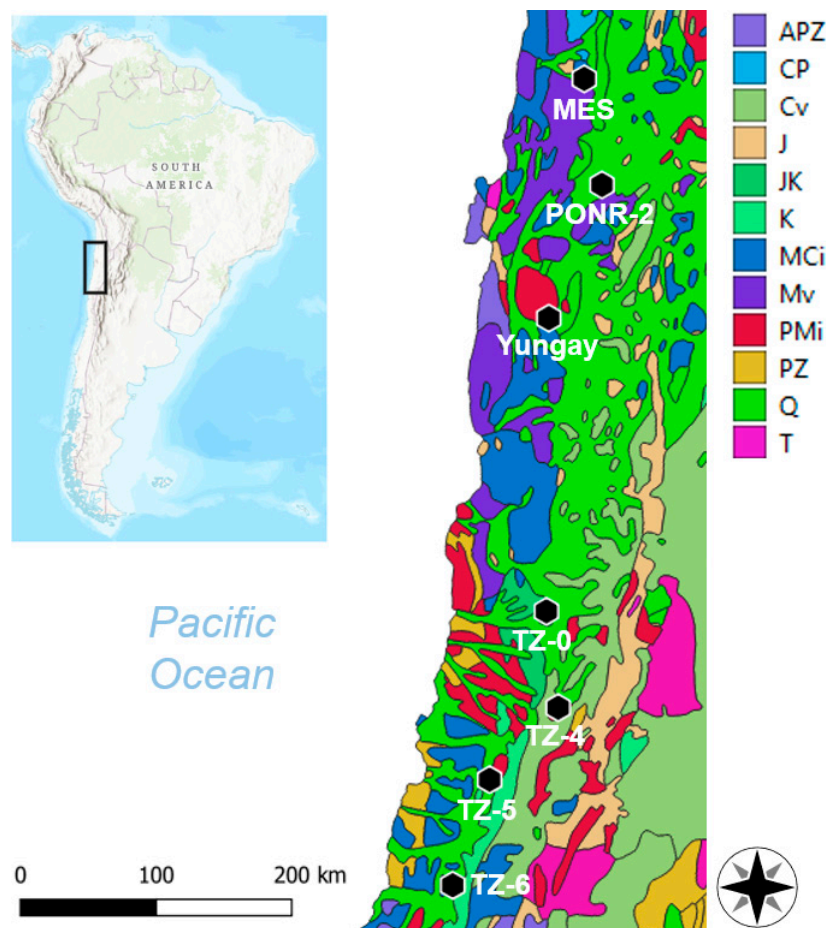 SOUTH
AMERICA
Pacific
Ocean
0 100 200 km
MES
PONR-2
Yungay
TZ-0
TZ-4
TZ-5
TZ-6
APZ
CP
Cv
J
JK
K
MCi
Mv
PMi
PZ
Q
T